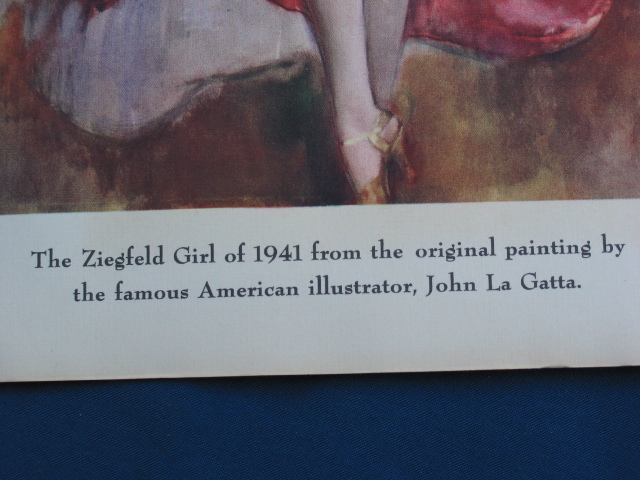 The Ziegfeld Girl of 1941 from the original painting by
the famous American illustrator, John La Gatta.